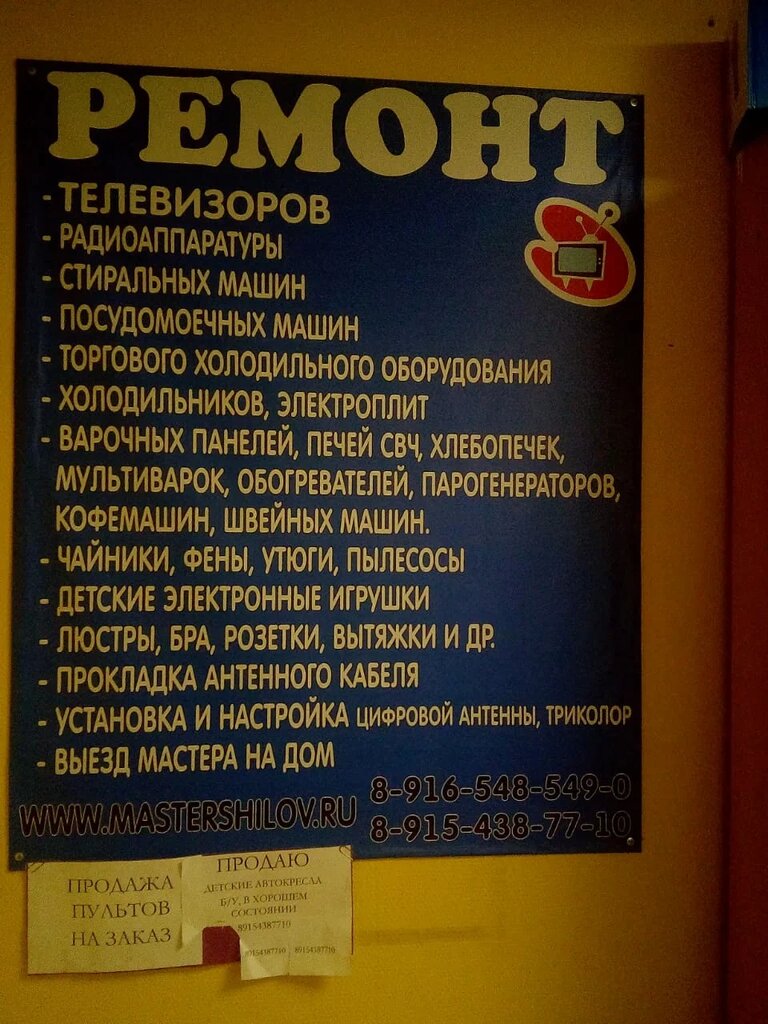 РЕМОНТ
- ТЕЛЕВИЗОРОВ
- РАДИОАППАРАТУРЫ
- СТИРАЛЬНЫХ МАШИН
- ПОСУДОМОЕЧНЫХ МАШИН
- ТОРГОВОГО ХОЛОДИЛЬНОГО ОБОРУДОВАНИЯ
- ХОЛОДИЛЬНИКОВ, ЭЛЕКТРОПЛИТ
- ВАРОЧНЫХ ПАНЕЛЕЙ, ПЕЧЕЙ СВЧ, ХЛЕБОПЕЧЕК,
МУЛЬТИВАРОК, ОБОГРЕВАТЕЛЕЙ, ПАРОГЕНЕРАТОРОВ,
КОФЕМАШИН, ШВЕЙНЫХ МАШИН.
- ЧАЙНИКИ, ФЕНЫ, УТЮГИ, ПЫЛЕСОСЫ
- ДЕТСКИЕ ЭЛЕКТРОННЫЕ ИГРУШКИ
- ЛЮСТРЫ, БРА, РОЗЕТКИ, ВЫТЯЖКИ И ДР.
- ПРОКЛАДКА АНТЕННОГО КАБЕЛЯ
- УСТАНОВКА И НАСТРОЙКА ЦИФРОВОЙ АНТЕННЫ, ТРИКОЛОР
- ВЫЕЗД МАСТЕРА НА ДОМ
8-916-548-549-0
WWW.MASTERSHILOV.RU
8-915-438-77-10
ПРОДАЖА
ПУЛЬТОВ
НА ЗАКАЗ
ПРОДАЮ
ДЕТСКИЕ АВТОКРЕСЛА
Б/У, В ХОРОШЕМ
СОСТОЯНИИ
89154387710
89154387710 89154387710